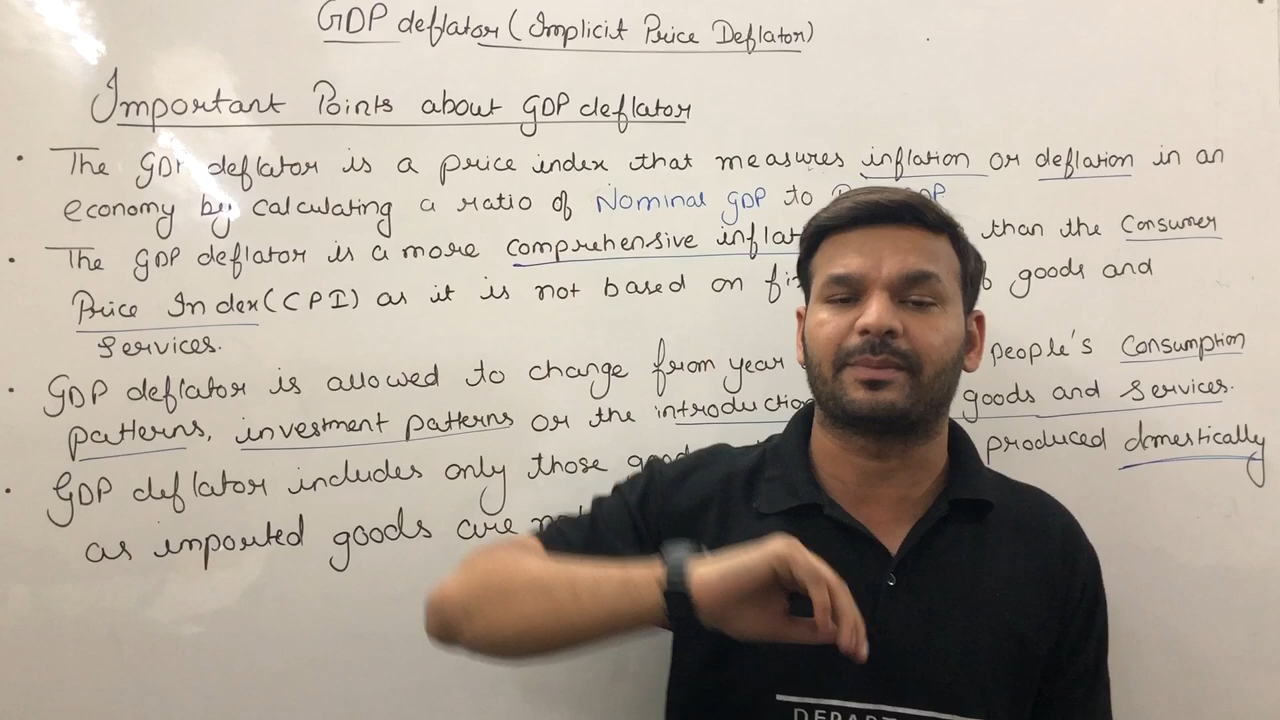 GDP deflator (Implicit Price Deflator)
Important Points about GDP deflator
• The GDP deflator is a price index that measures inflation or deflation in an
economy by calculating a ratio of Nominal GDP to
• The GDP deflator is a more comprehensive than the Consumer
Price Index (CPI) as it is not based on goods and
Services.
• GDP deflator is allowed to change from year people's Consumption
patterns, investment patterns or the goods and Services.
• GDP deflator includes only those produced domestically
as imported goods are